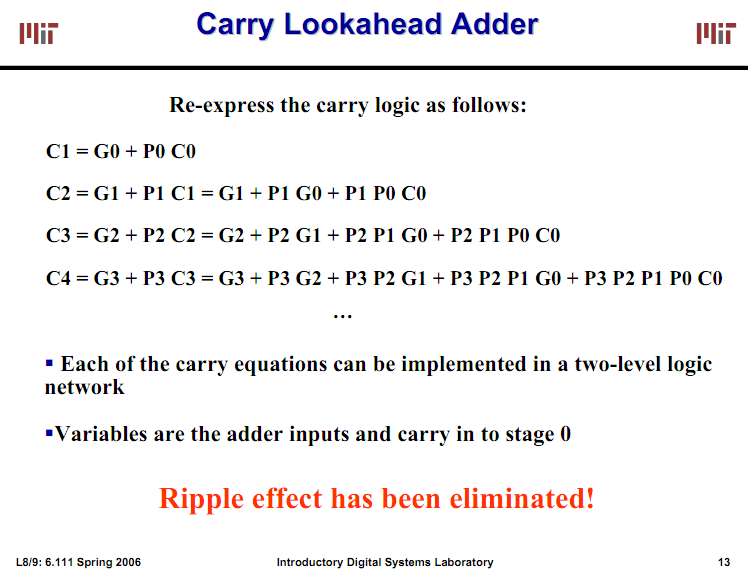 Carry Lookahead Adder
MIT
MIT
Re-express the carry logic as follows:
C1 = G0 + P0 C0
C2 = G1 + P1 C1 = G1 + P1 G0 + P1 P0 C0
C3 = G2 + P2 C2 = G2 + P2 G1 + P2 P1 G0 + P2 P1 P0 C0
C4 = G3 + P3 C3 = G3 + P3 G2 + P3 P2 G1 + P3 P2 P1 G0 + P3 P2 P1 P0 C0
…
▪ Each of the carry equations can be implemented in a two-level logic
network
▪Variables are the adder inputs and carry in to stage 0
Ripple effect has been eliminated!
L8/9: 6.111 Spring 2006 Introductory Digital Systems Laboratory 13